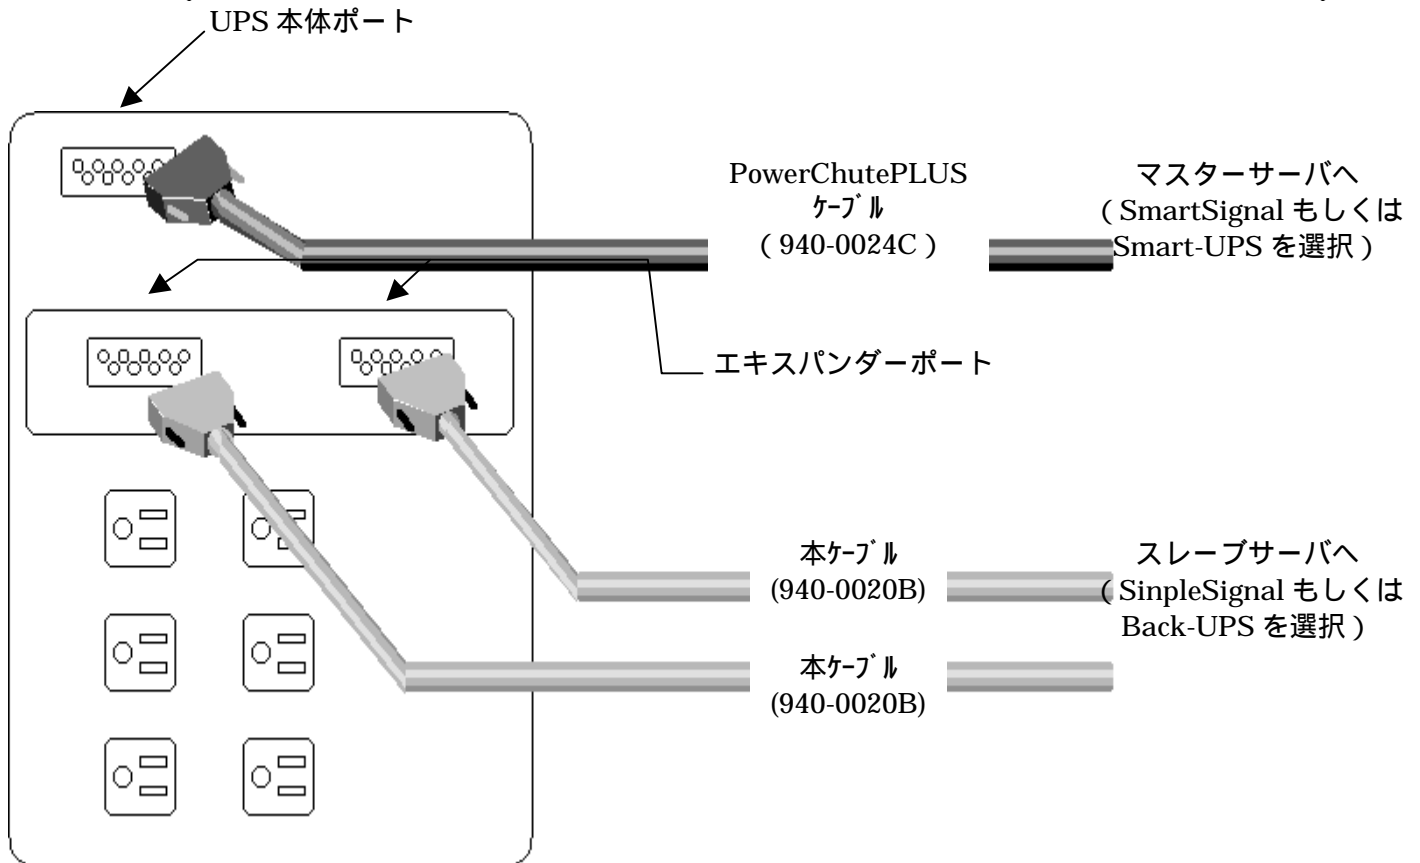 UPS 本体ポート
PowerChutePLUS
ｹｰﾌﾞﾙ
( 940-0024C )
マスターサーバへ
( SmartSignal もしくは
Smart-UPS を選択 )
エキスパンダーポート
本ｹｰﾌﾞﾙ
(940-0020B)
スレーブサーバへ
( SinpleSignal もしくは
Back-UPS を選択 )
本ｹｰﾌﾞﾙ
(940-0020B)